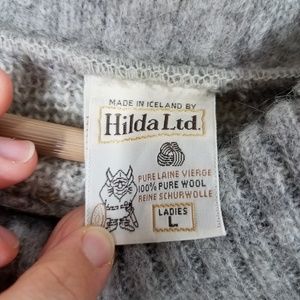 MADE IN ICELAND BY
Hilda Ltd.
PURE LAINE VIERGE
100% PURE WOOL
REINE SCHURWOLLE
LADIES
L